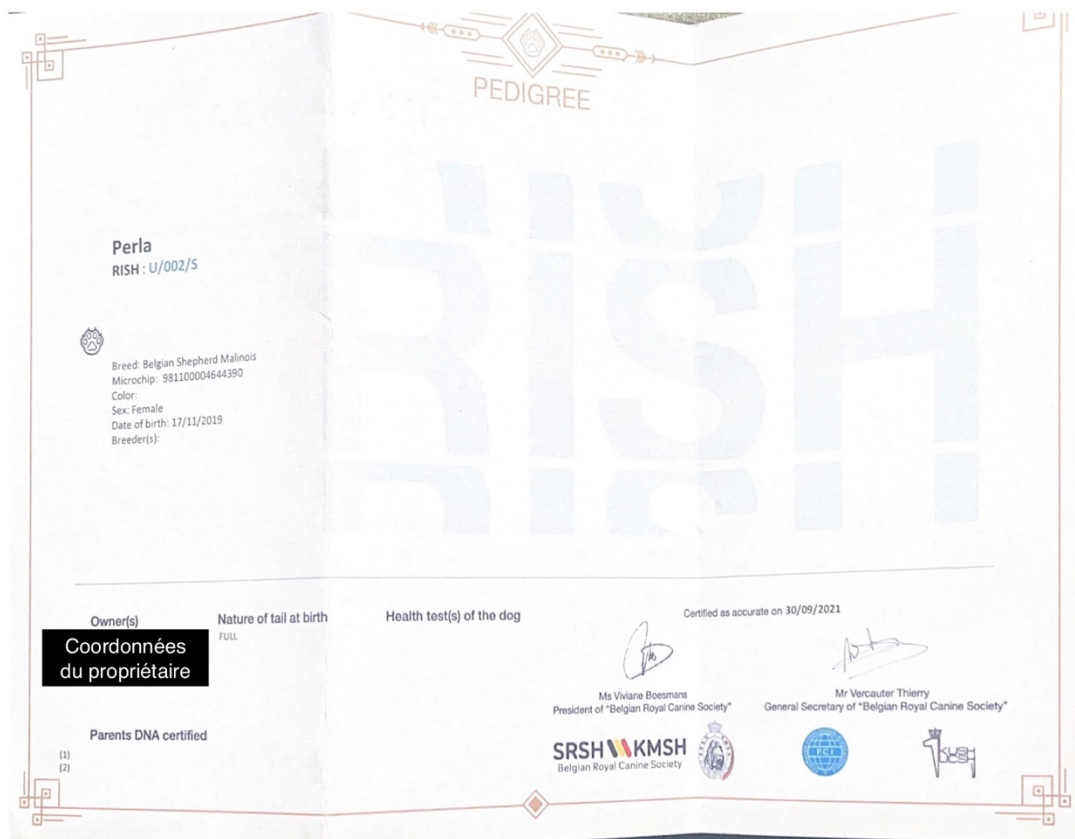 PEDIGREE
RISH
Perla
RISH : U/002/S
Breed: Belgian Shepherd Malinois
Microchip: 981100004644390
Color:
Sex: Female
Date of birth: 17/11/2019
Breeder(s):
Owner(s)
Coordonnées
du propriétaire
Nature of tail at birth
FULL
Health test(s) of the dog
Certified as accurate on 30/09/2021
Ms Viviane Boesmans
President of "Belgian Royal Canine Society"
Mr Vercauter Thierry
General Secretary of "Belgian Royal Canine Society"
Parents DNA certified
(1)
(2)
SRSH KMSH
Belgian Royal Canine Society
FCI